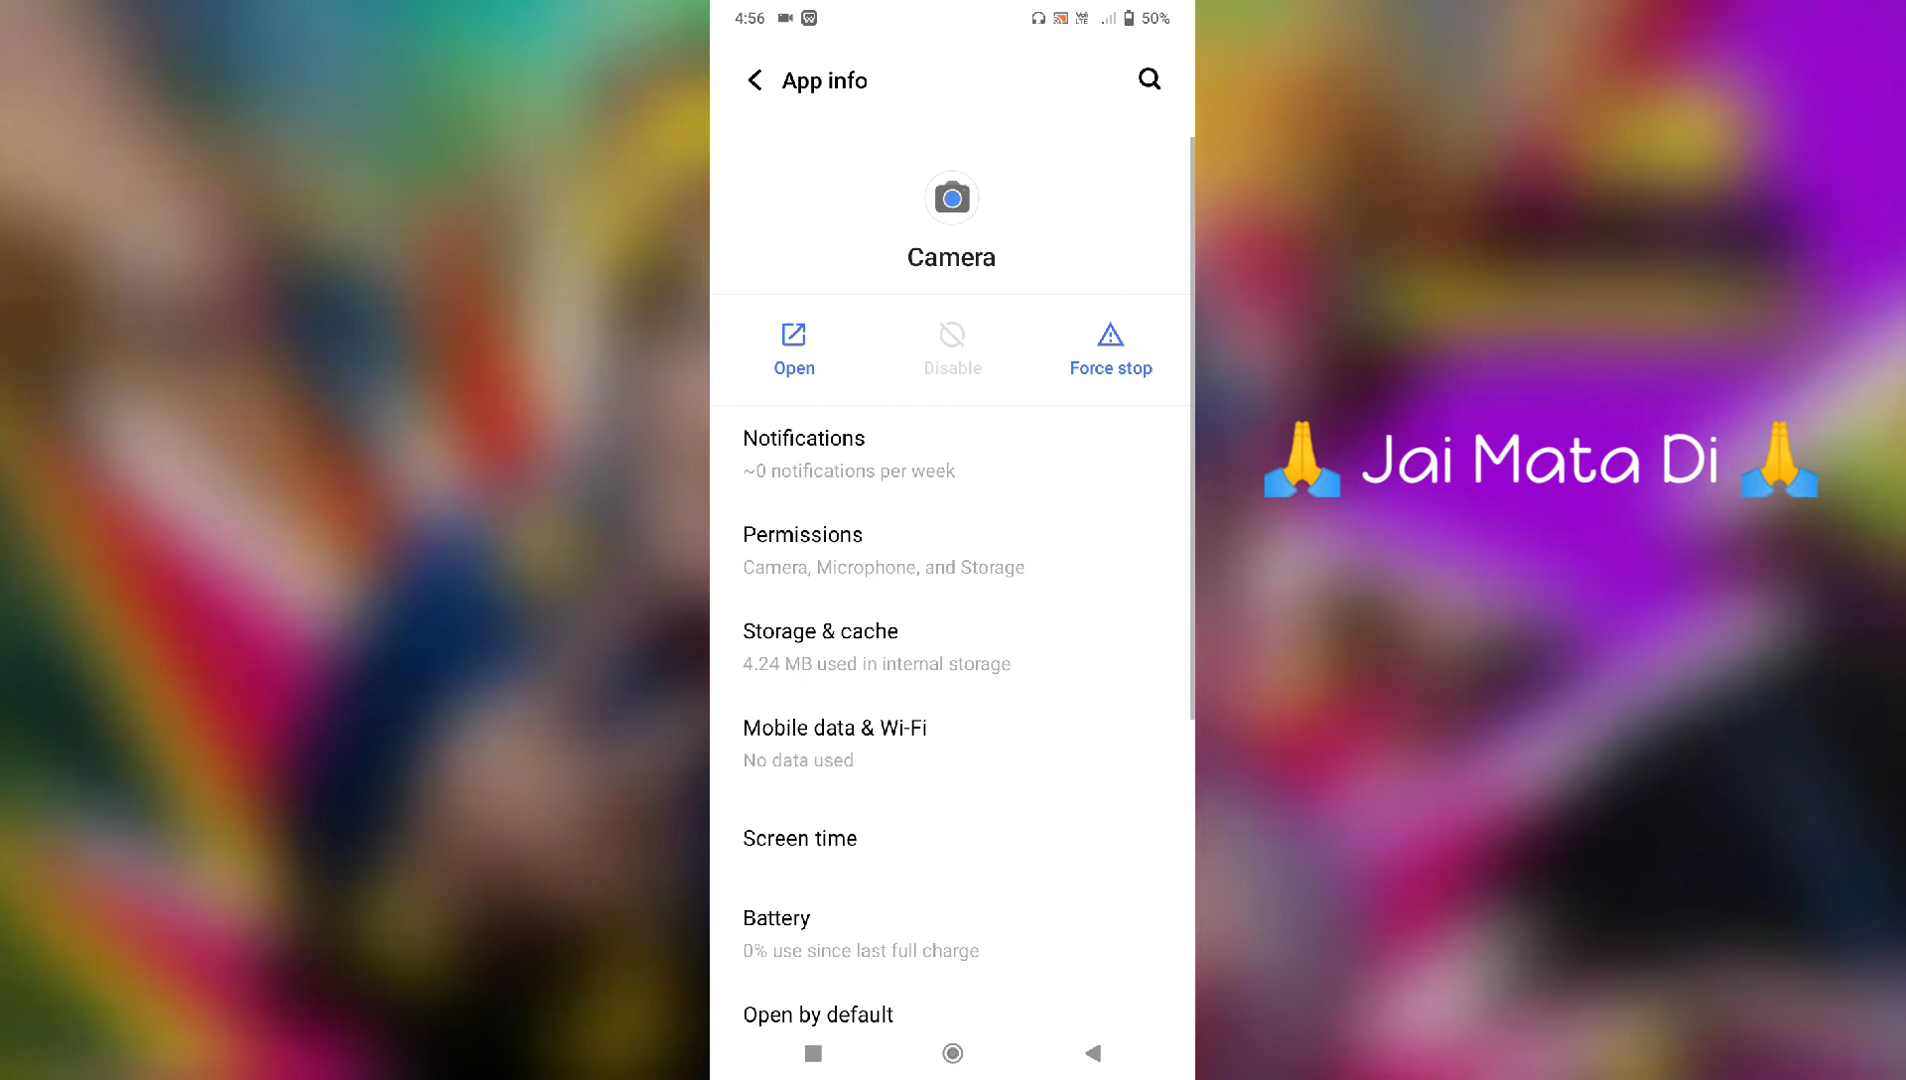 4:56
VO LTE 50%
App info
Camera
Open
Disable
Force stop
Notifications
~0 notifications per week
Permissions
Camera, Microphone, and Storage
Storage & cache
4.24 MB used in internal storage
Mobile data & Wi-Fi
No data used
Screen time
Battery
0% use since last full charge
Open by default
🙏 Jai Mata Di 🙏